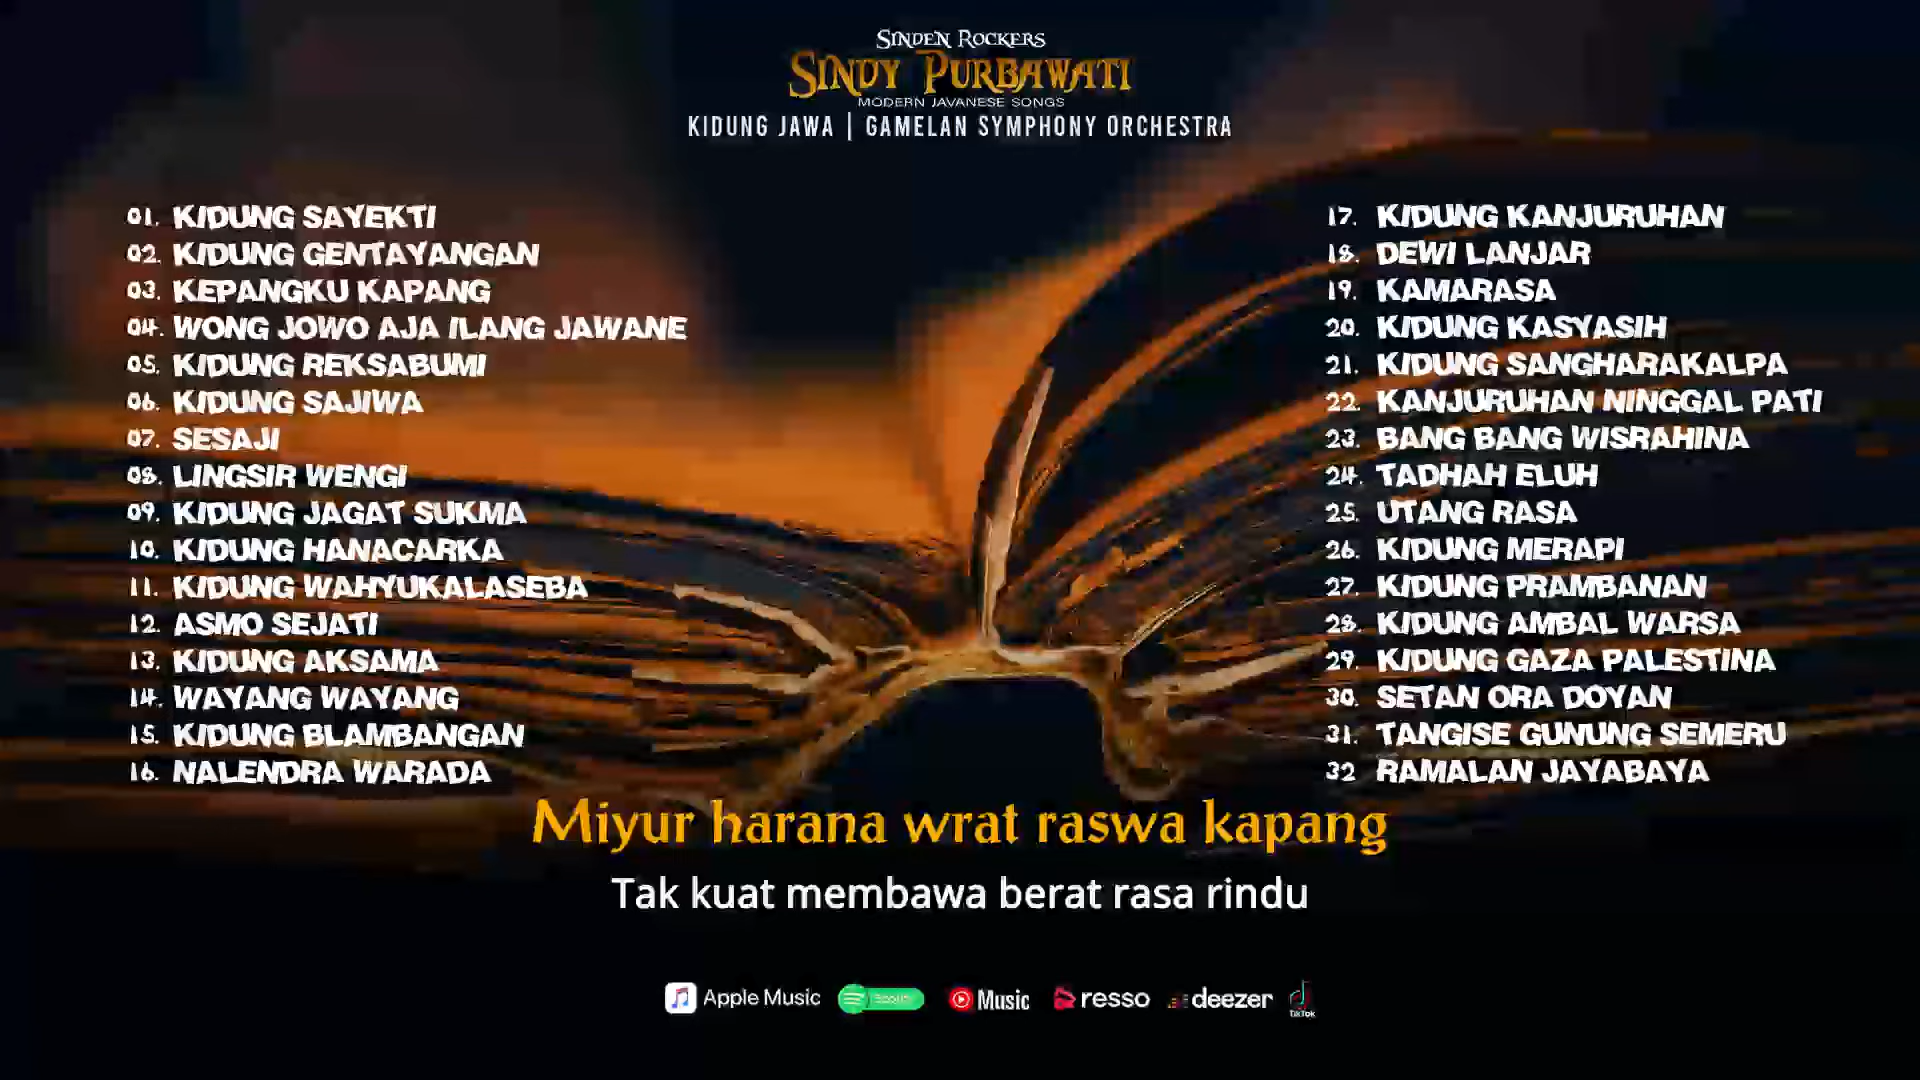 SINDEN ROCKERS
SINDY PURBAWATI
MODERN JAVANESE SONGS
KIDUNG JAWA | GAMELAN SYMPHONY ORCHESTRA
01. KIDUNG SAYEKTI
02. KIDUNG GENTAYANGAN
03. KEPANGKU KAPANG
04. WONG JOWO AJA ILANG JAWANE
05. KIDUNG REKSABUMI
06. KIDUNG SAJIWA
07. SESAJI
08. LINGSIR WENGI
09. KIDUNG JAGAT SUKMA
10. KIDUNG HANACARKA
11. KIDUNG WAHYUKALASEBA
12. ASMO SEJATI
13. KIDUNG AKSAMA
14. WAYANG WAYANG
15. KIDUNG BLAMBANGAN
16. NALENDRA WARADA
17. KIDUNG KANJURUHAN
18. DEWI LANJAR
19. KAMARASA
20. KIDUNG KASYASIH
21. KIDUNG SANGHARAKALPA
22. KANJURUHAN NINGGAL PATI
23. BANG BANG WISRAHINA
24. TADHAH ELUH
25. UTANG RASA
26. KIDUNG MERAPI
27. KIDUNG PRAMBANAN
28. KIDUNG AMBAL WARSA
29. KIDUNG GAZA PALESTINA
30. SETAN ORA DOYAN
31. TANGISE GUNUNG SEMERU
32 RAMALAN JAYABAYA
Miyur harana wrat raswa kapang
Tak kuat membawa berat rasa rindu
Apple Music
Music
resso
deezer
TikTok